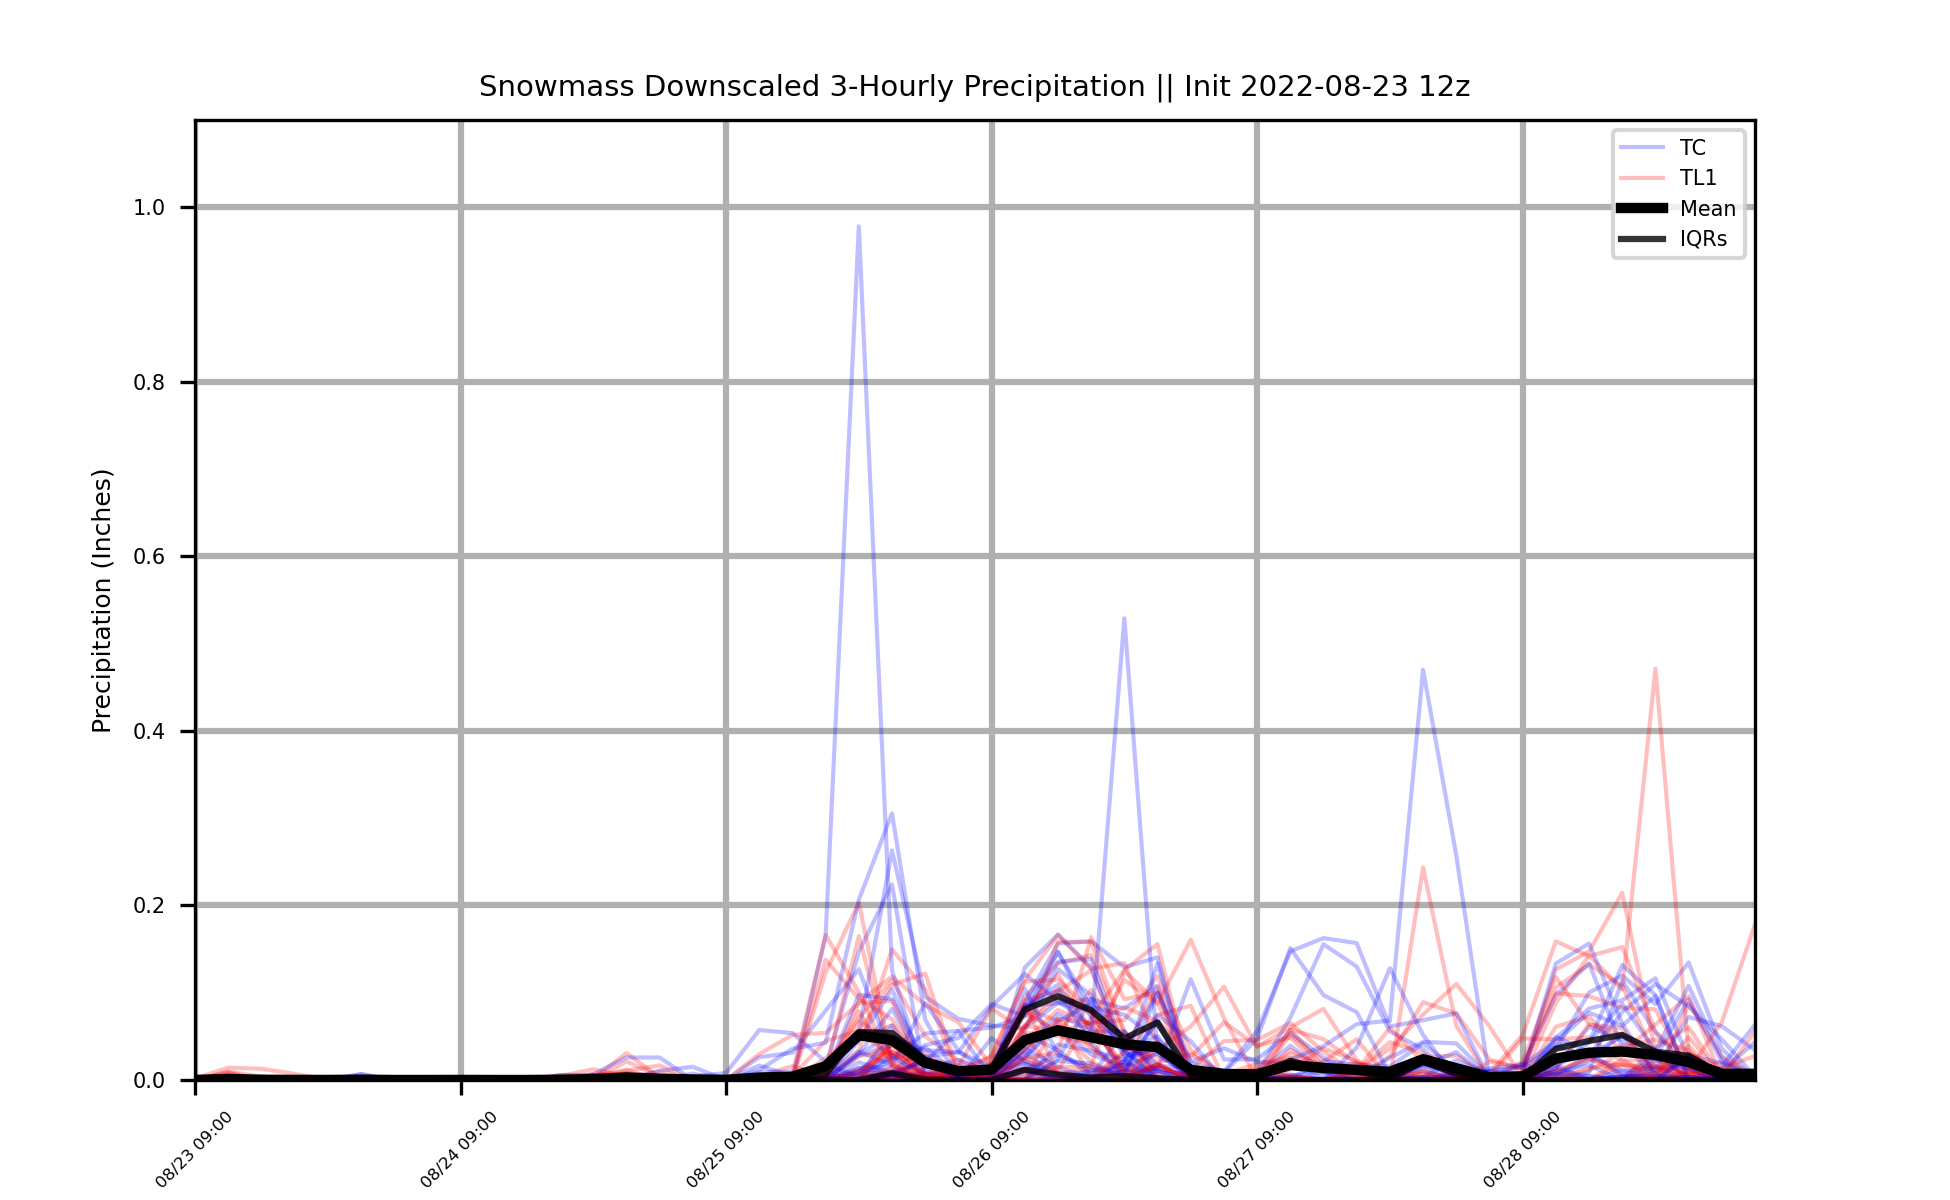 Snowmass Downscaled 3-Hourly Precipitation || Init 2022-08-23 12z
TC
TL1
Mean
IQRs
Precipitation (Inches)
1.0
0.8
0.6
0.4
0.2
0.0
08/23 09:00
08/24 09:00
08/25 09:00
08/26 09:00
08/27 09:00
08/28 09:00